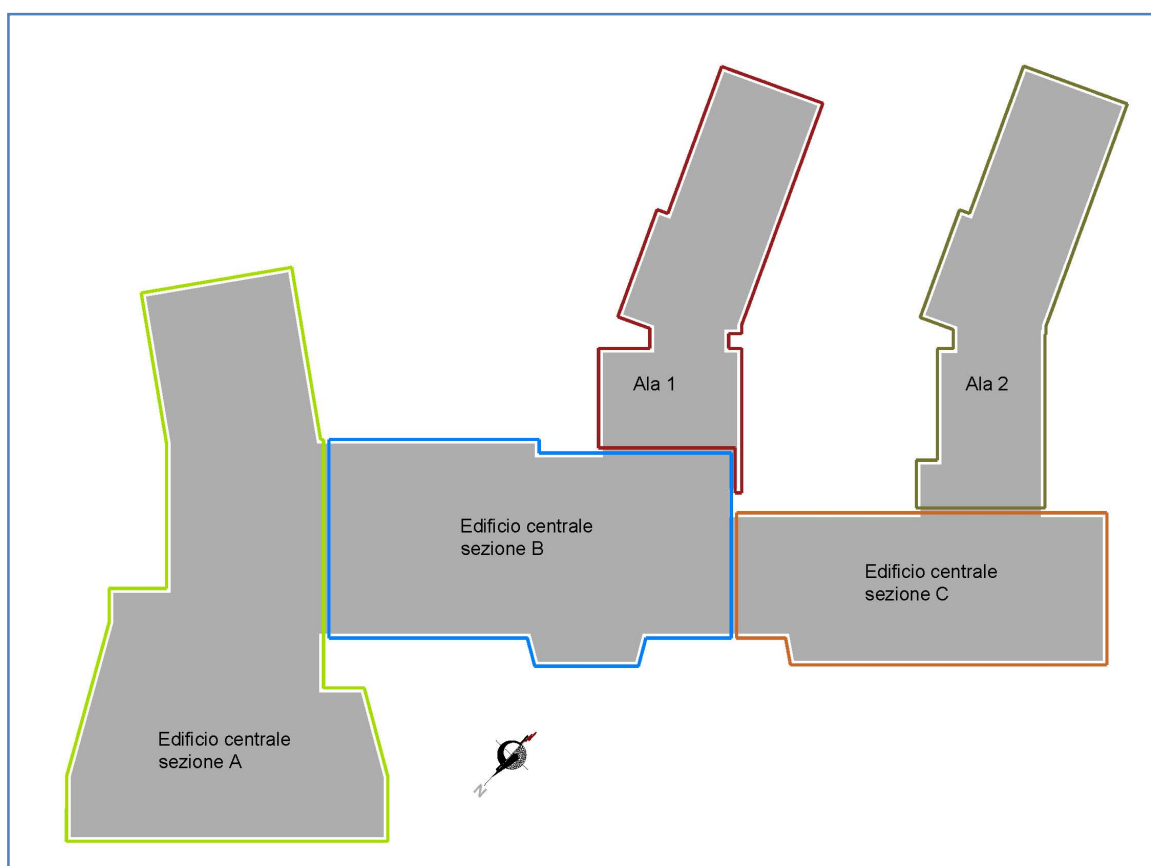 Ala 1
Ala 2
Edificio centrale
sezione B
Edificio centrale
sezione C
Edificio centrale
sezione A
N